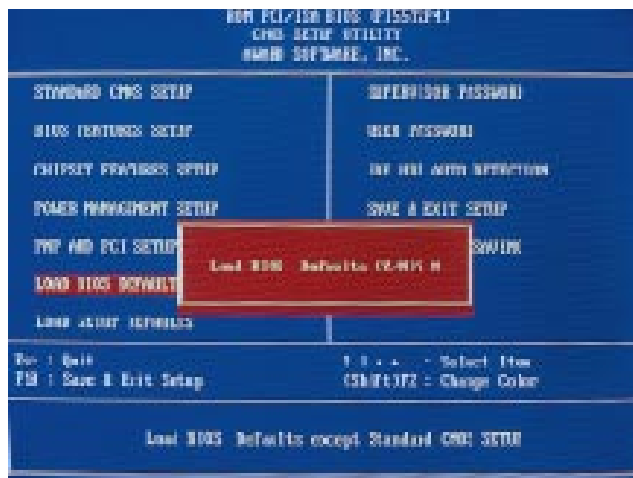 ROM PCI/ISA BIOS (P155T2P4)
CMOS SETUP UTILITY
AWARD SOFTWARE, INC.
STANDARD CMOS SETUP
BIOS FEATURES SETUP
CHIPSET FEATURES SETUP
POWER MANAGEMENT SETUP
PNP AND PCI SETUP
LOAD BIOS DEFAULT
LOAD SETUP DEFAULTS
SUPERVISOR PASSWORD
USER PASSWORD
IDE HDD AUTO DETECTION
SAVE & EXIT SETUP
SAVING
Load BIOS Defaults (Y/N)? N
Esc : Quit
F10 : Save & Exit Setup
: Select Item
(Shift)F2 : Change Color
Load BIOS Defaults except Standard CMOS SETUP